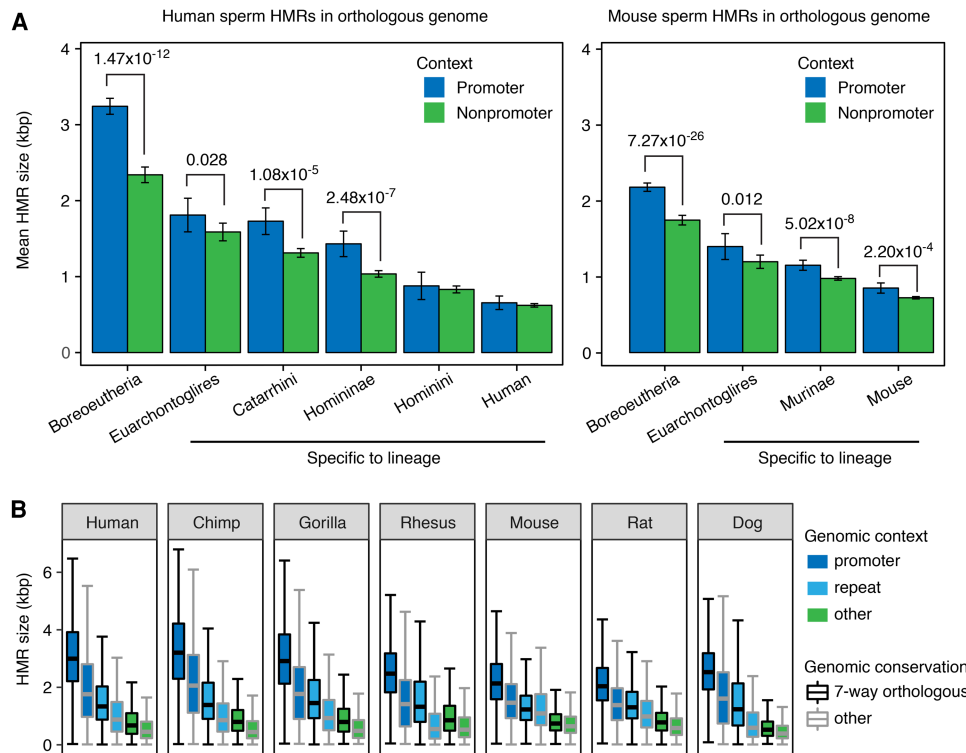 A
Human sperm HMRs in orthologous genome
Mouse sperm HMRs in orthologous genome
Mean HMR size (kbp)
4
3
2
1
0
1.47x10-12
0.028
1.08x10-5
2.48x10-7
Context
Promoter
Nonpromoter
Boreoeutheria
Euarchontoglires
Catarrhini
Homininae
Hominini
Human
Specific to lineage
4
3
2
1
0
7.27x10-26
0.012
5.02x10-8
2.20x10-4
Context
Promoter
Nonpromoter
Boreoeutheria
Euarchontoglires
Murinae
Mouse
Specific to lineage
B
Human
Chimp
Gorilla
Rhesus
Mouse
Rat
Dog
HMR size (kbp)
6
4
2
0
Genomic context
promoter
repeat
other
Genomic conservation
7-way orthologous
other